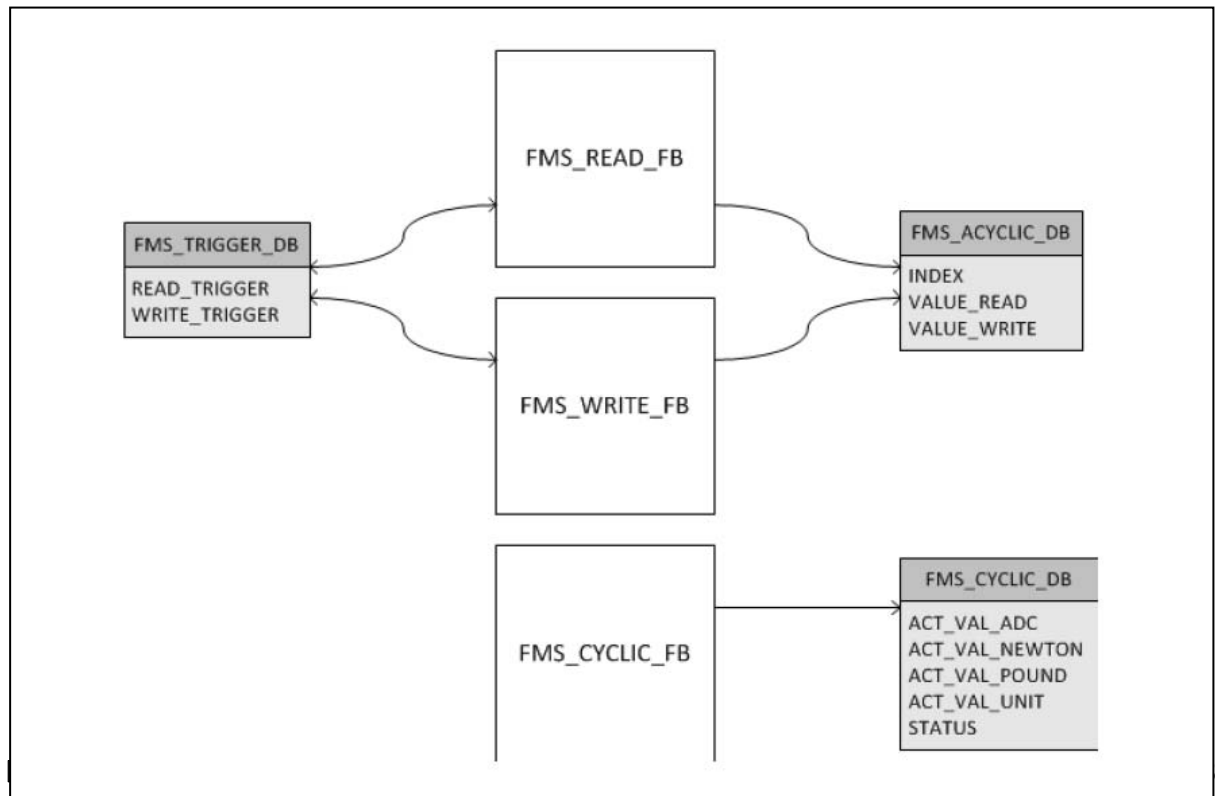 FMS_READ_FB
FMS_TRIGGER_DB
READ_TRIGGER
WRITE_TRIGGER
FMS_ACYCLIC_DB
INDEX
VALUE_READ
VALUE_WRITE
FMS_WRITE_FB
FMS_CYCLIC_FB
FMS_CYCLIC_DB
ACT_VAL_ADC
ACT_VAL_NEWTON
ACT_VAL_POUND
ACT_VAL_UNIT
STATUS